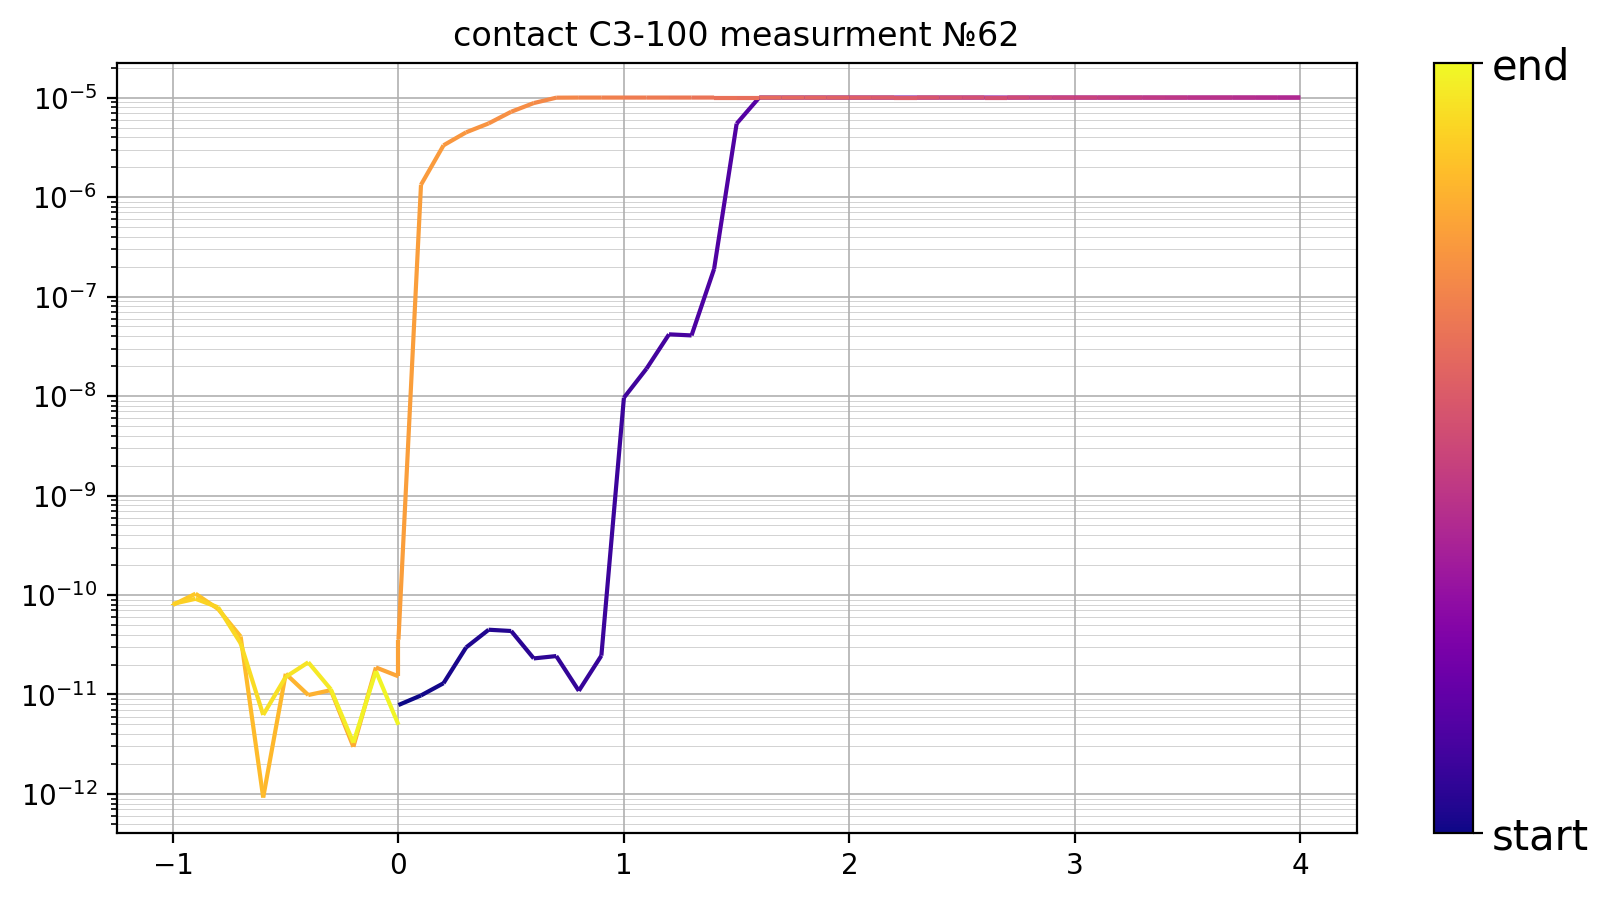 contact C3-100 measurment №62
10⁻⁵
10⁻⁶
10⁻⁷
10⁻⁸
10⁻⁹
10⁻¹⁰
10⁻¹¹
10⁻¹²
−1 0 1 2 3 4
end
start